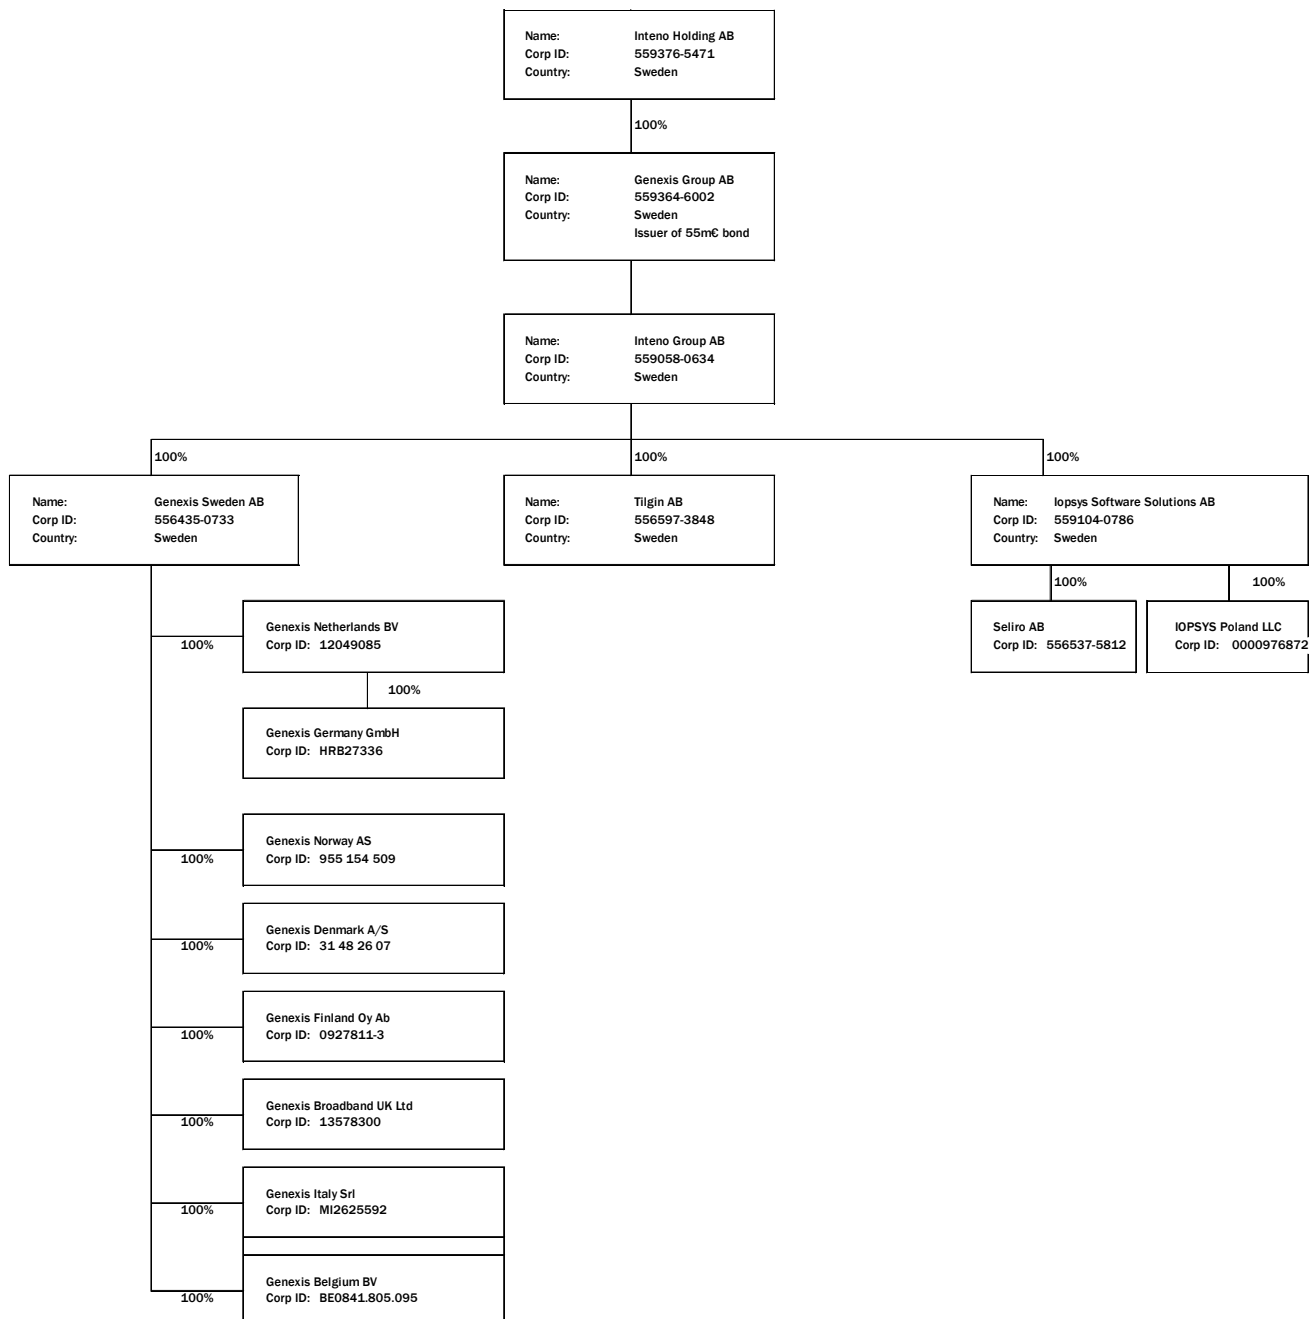 Name: Inteno Holding AB
Corp ID: 559376-5471
Country: Sweden
100%
Name: Genexis Group AB
Corp ID: 559364-6002
Country: Sweden
Issuer of 55m€ bond
Name: Inteno Group AB
Corp ID: 559058-0634
Country: Sweden
100% 100% 100%
Name: Genexis Sweden AB
Corp ID: 556435-0733
Country: Sweden
Name: Tilgin AB
Corp ID: 556597-3848
Country: Sweden
Name: Iopsys Software Solutions AB
Corp ID: 559104-0786
Country: Sweden
100% 100%
Seliro AB
Corp ID: 556537-5812
IOPSYS Poland LLC
Corp ID: 0000976872
Genexis Netherlands BV
Corp ID: 12049085
100%
100%
Genexis Germany GmbH
Corp ID: HRB27336
Genexis Norway AS
Corp ID: 955 154 509
100%
Genexis Denmark A/S
Corp ID: 31 48 26 07
100%
Genexis Finland Oy Ab
Corp ID: 0927811-3
100%
Genexis Broadband UK Ltd
Corp ID: 13578300
100%
Genexis Italy Srl
Corp ID: MI2625592
100%
Genexis Belgium BV
Corp ID: BE0841.805.095
100%